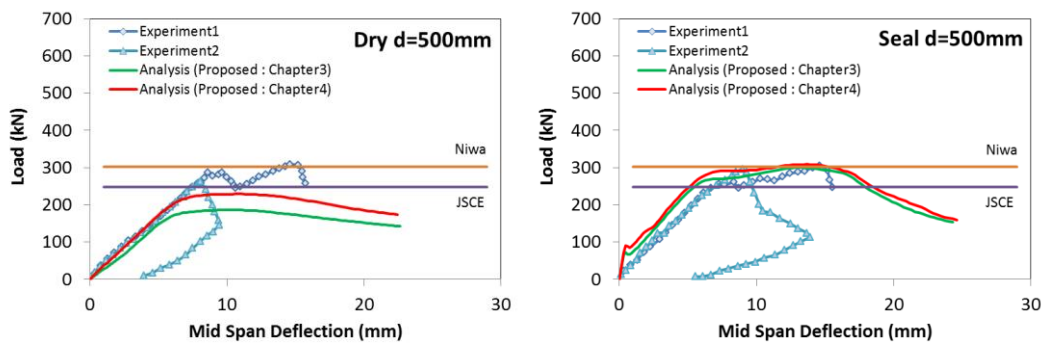 Dry d=500mm
Experiment1
Experiment2
Analysis (Proposed : Chapter3)
Analysis (Proposed : Chapter4)
Load (kN)
700
600
500
400
300
200
100
0
Niwa
JSCE
0 10 20 30
Mid Span Deflection (mm)
Seal d=500mm
Experiment1
Experiment2
Analysis (Proposed : Chapter3)
Analysis (Proposed : Chapter4)
Load (kN)
700
600
500
400
300
200
100
0
Niwa
JSCE
0 10 20 30
Mid Span Deflection (mm)